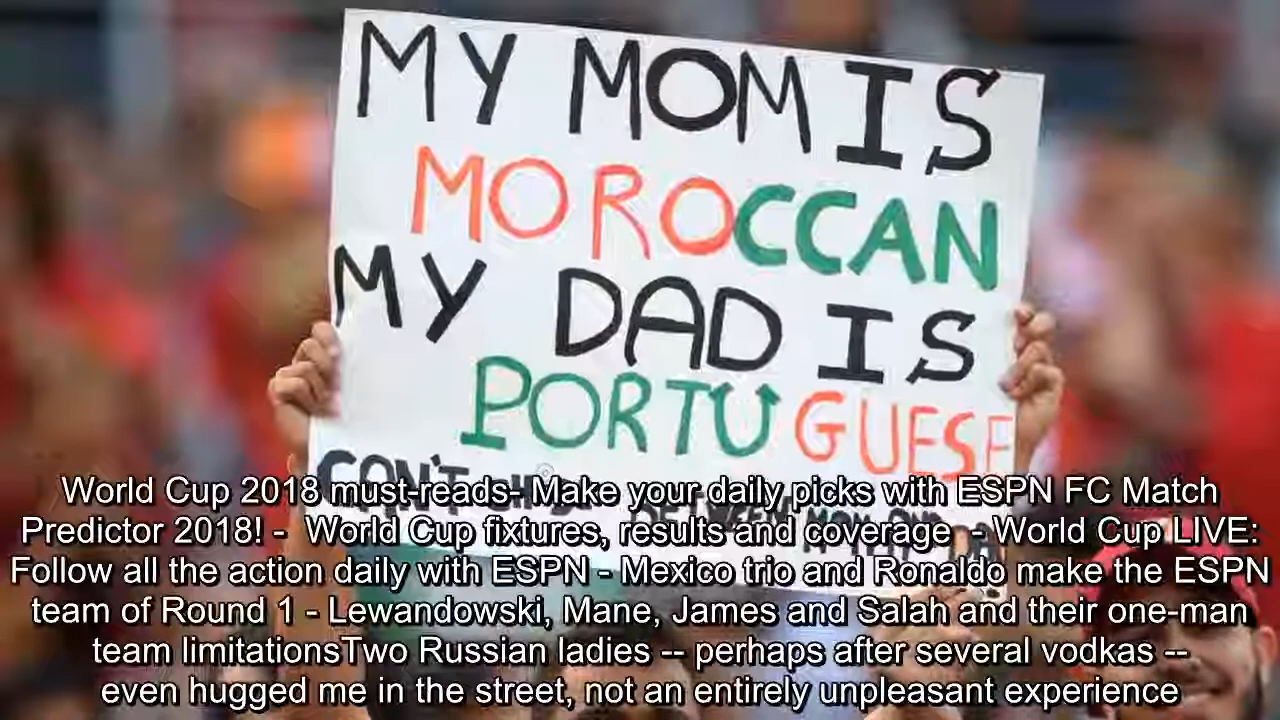 MY MOM IS
MOROCCAN
MY DAD IS
PORTUGUESE
CAN'T
World Cup 2018 must-reads- Make your daily picks with ESPN FC Match
Predictor 2018! -  World Cup fixtures, results and coverage  - World Cup LIVE:
Follow all the action daily with ESPN - Mexico trio and Ronaldo make the ESPN
team of Round 1 - Lewandowski, Mane, James and Salah and their one-man
team limitationsTwo Russian ladies -- perhaps after several vodkas --
even hugged me in the street, not an entirely unpleasant experience